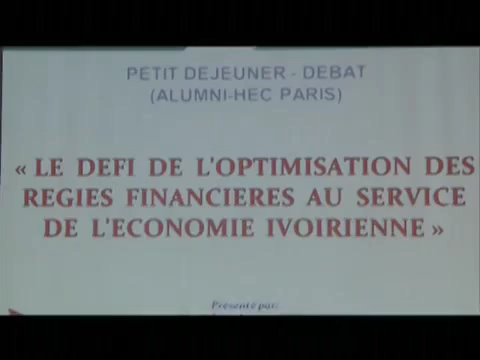 PETIT DEJEUNER - DEBAT
(ALUMNI-HEC PARIS)
« LE DEFI DE L'OPTIMISATION DES
REGIES FINANCIERES AU SERVICE
DE L'ECONOMIE IVOIRIENNE »
Présenté par: